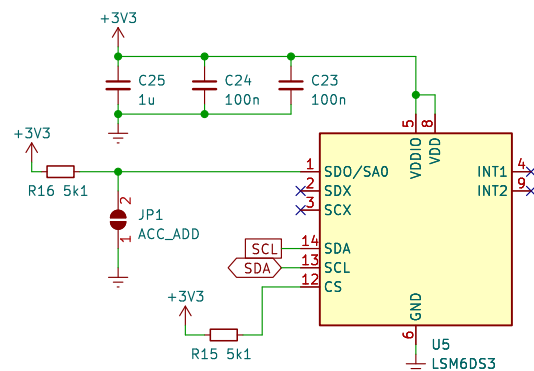 +3V3
C25
1u
C24
100n
C23
100n
+3V3
R16 5k1
2
JP1
1
ACC_ADD
5
8
VDDIO
VDD
1
SDO/SA0
2
SDX
3
SCX
4
INT1
9
INT2
SCL
14
SDA
SDA
13
SCL
12
CS
+3V3
R15 5k1
GND
6
U5
LSM6DS3